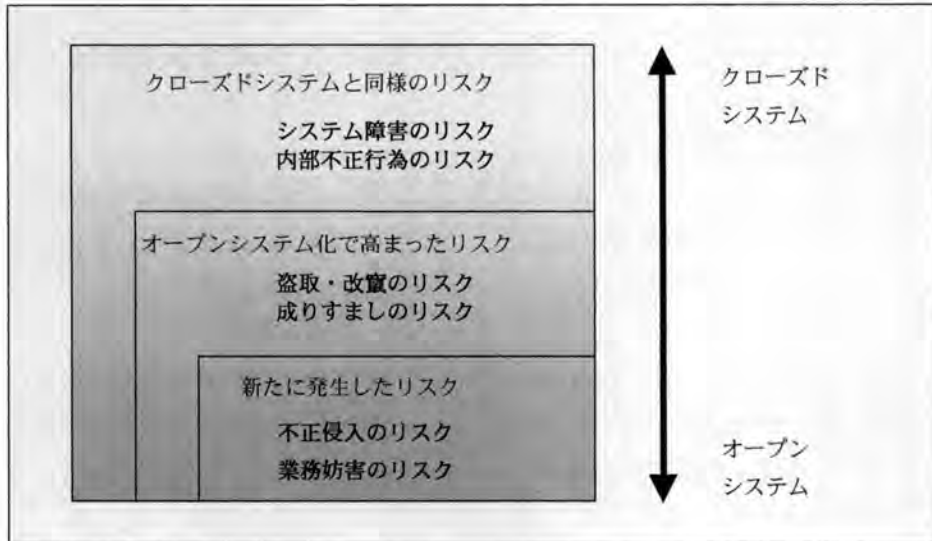 クローズドシステムと同様のリスク
システム障害のリスク
内部不正行為のリスク
オープンシステム化で高まったリスク
盗取・改竄のリスク
成りすましのリスク
新たに発生したリスク
不正侵入のリスク
業務妨害のリスク
クローズド
システム
オープン
システム